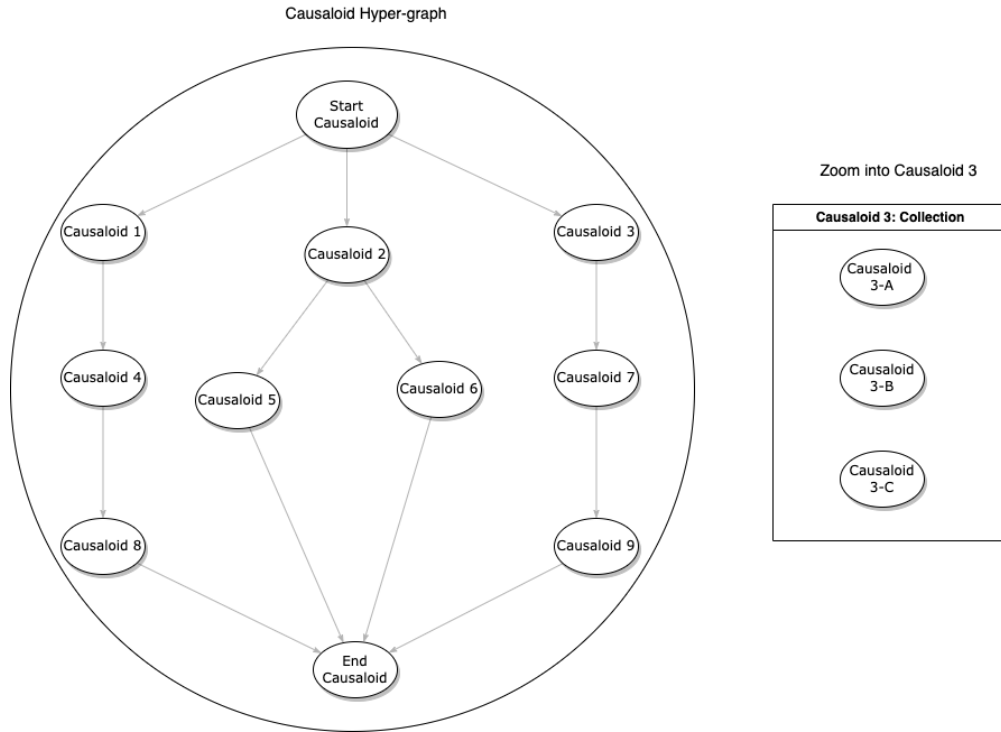 Causaloid Hyper-graph
Start
Causaloid
Zoom into Causaloid 3
Causaloid 3: Collection
Causaloid 1
Causaloid 2
Causaloid 3
Causaloid
3-A
Causaloid 4
Causaloid 5
Causaloid 6
Causaloid 7
Causaloid
3-B
Causaloid
3-C
Causaloid 8
Causaloid 9
End
Causaloid